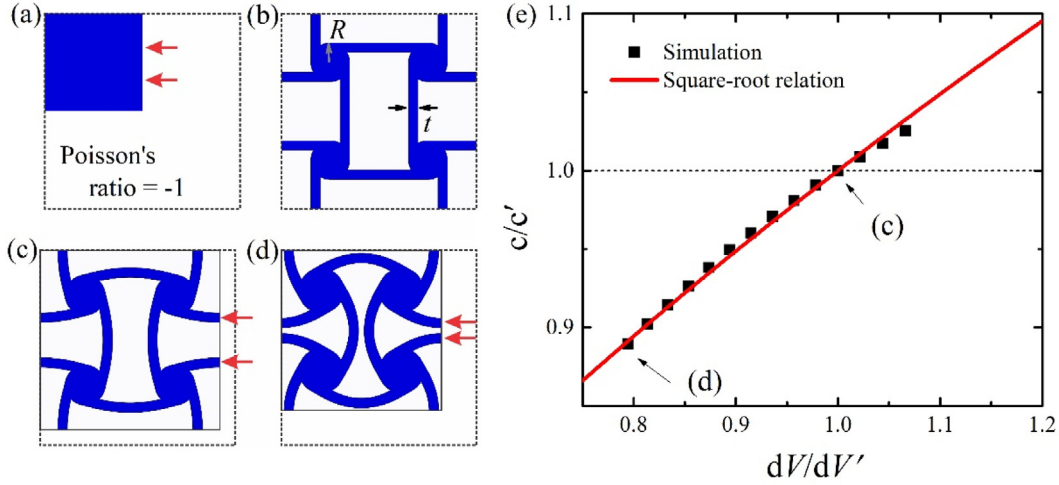 (a)
Poisson's
ratio = -1
(b)
R
t
(c)
(d)
(e)
1.1
1.0
0.9
c/c′
Simulation
Square-root relation
(c)
(d)
0.8 0.9 1.0 1.1 1.2
dV/dV′